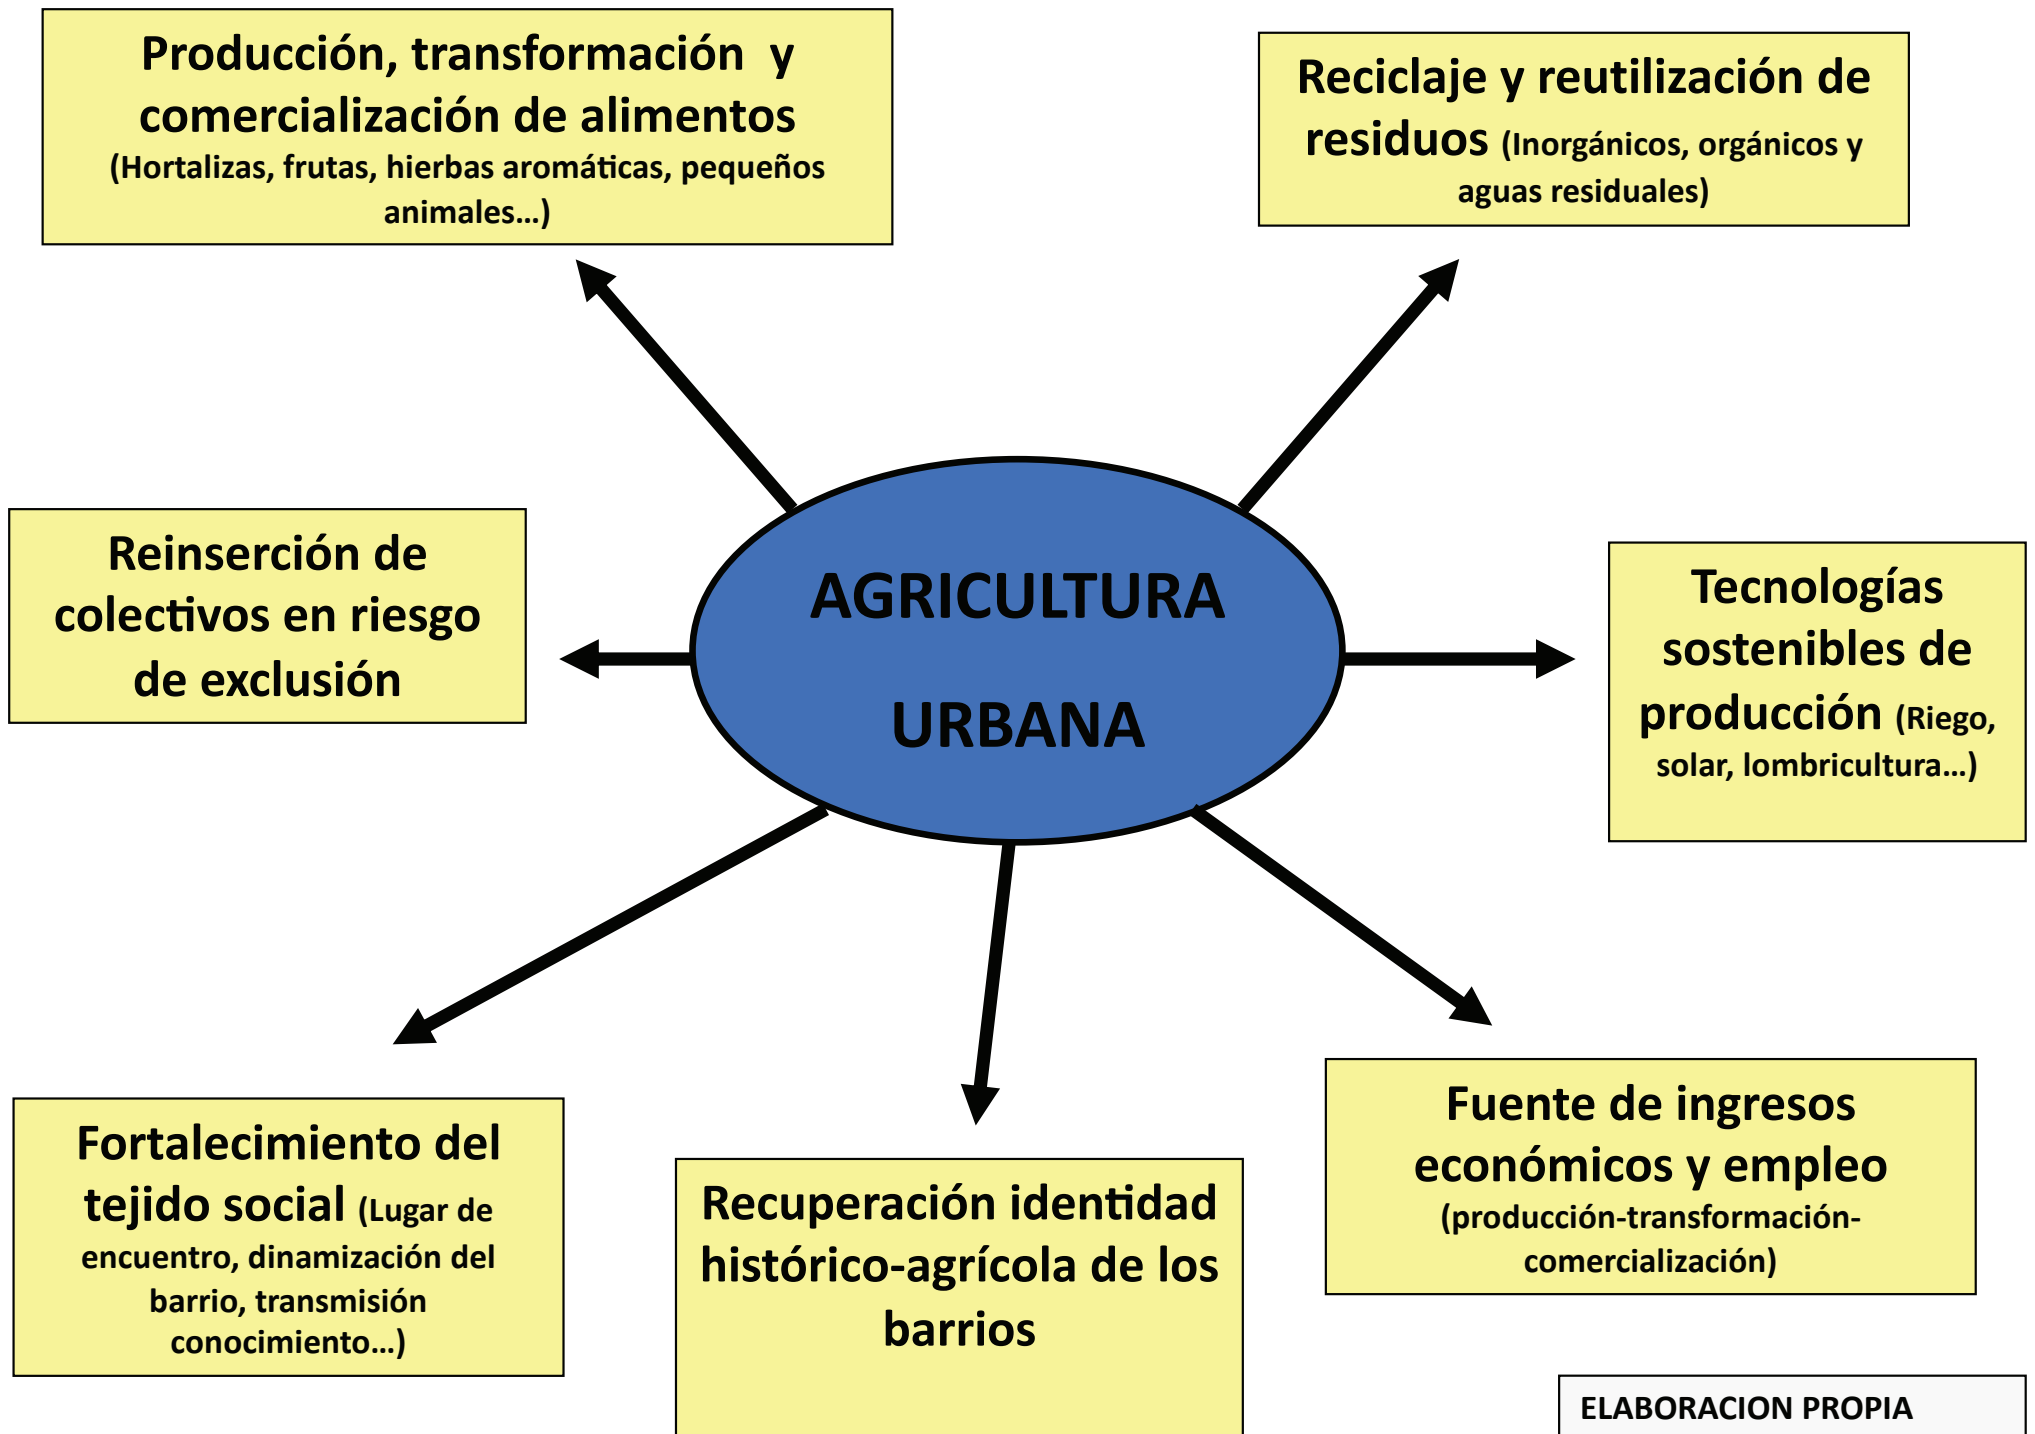 Producción, transformación y
comercialización de alimentos
(Hortalizas, frutas, hierbas aromáticas, pequeños
animales…)
Reciclaje y reutilización de
residuos (Inorgánicos, orgánicos y
aguas residuales)
Reinserción de
colectivos en riesgo
de exclusión
AGRICULTURA
URBANA
Tecnologías
sostenibles de
producción (Riego,
solar, lombricultura…)
Fortalecimiento del
tejido social (Lugar de
encuentro, dinamización del
barrio, transmisión
conocimiento…)
Recuperación identidad
histórico-agrícola de los
barrios
Fuente de ingresos
económicos y empleo
(producción-transformación-
comercialización)
ELABORACION PROPIA